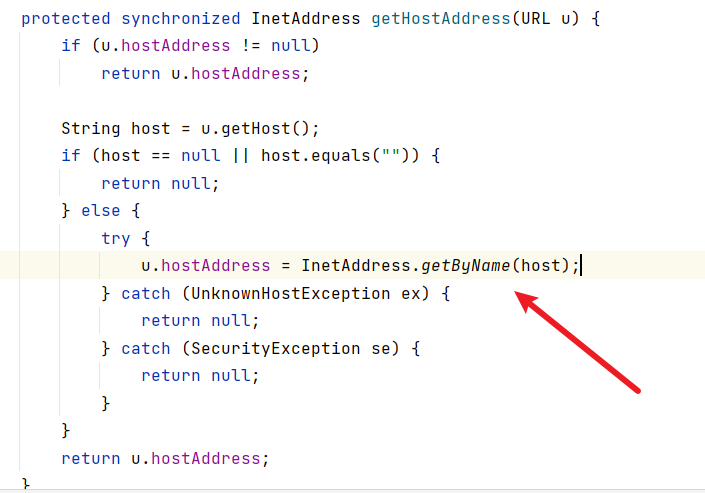 protected synchronized InetAddress getHostAddress(URL u) {
    if (u.hostAddress != null)
        return u.hostAddress;

    String host = u.getHost();
    if (host == null || host.equals("")) {
        return null;
    } else {
        try {
            u.hostAddress = InetAddress.getByName(host);
        } catch (UnknownHostException ex) {
            return null;
        } catch (SecurityException se) {
            return null;
        }
    }
    return u.hostAddress;
}